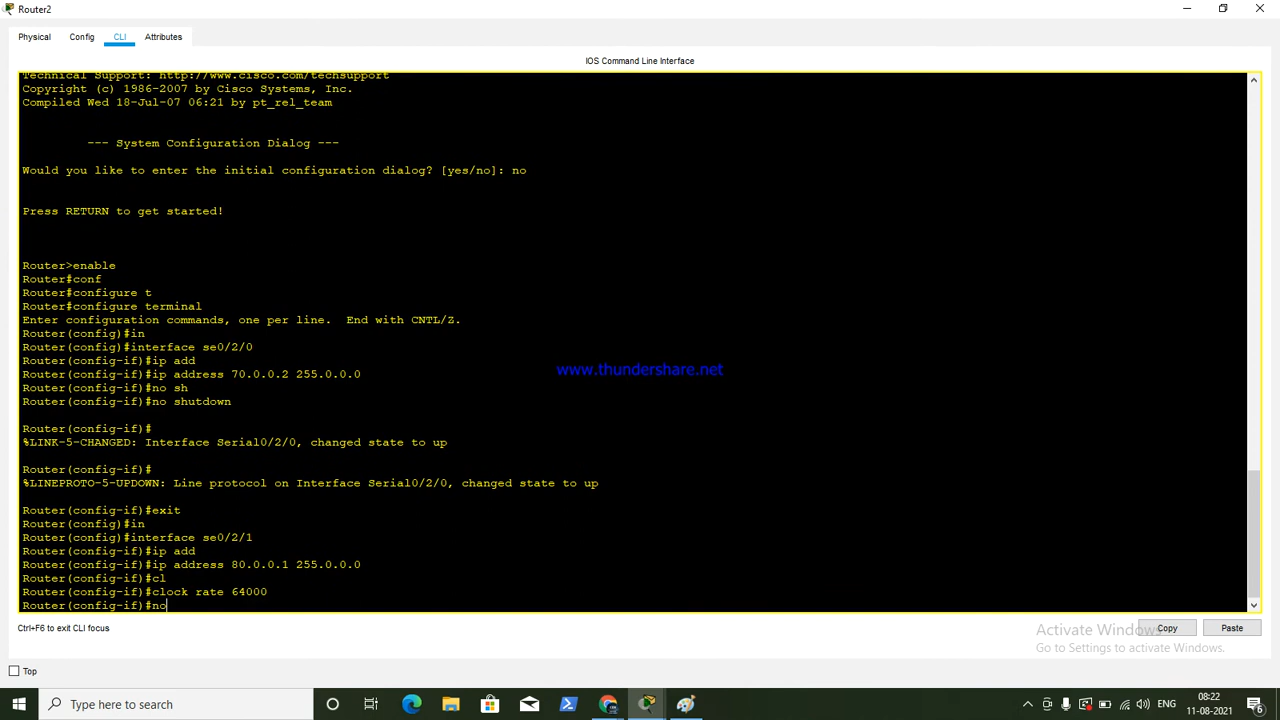 Router2
Physical Config CLI Attributes
IOS Command Line Interface
Technical Support: http://www.cisco.com/techsupport
Copyright (c) 1986-2007 by Cisco Systems, Inc.
Compiled Wed 18-Jul-07 06:21 by pt_rel_team
--- System Configuration Dialog ---
Would you like to enter the initial configuration dialog? [yes/no]: no
Press RETURN to get started!
Router>enable
Router#conf
Router#configure t
Router#configure terminal
Enter configuration commands, one per line.  End with CNTL/Z.
Router(config)#in
Router(config)#interface se0/2/0
Router(config-if)#ip add
Router(config-if)#ip address 70.0.0.2 255.0.0.0
Router(config-if)#no sh
Router(config-if)#no shutdown
Router(config-if)#
%LINK-5-CHANGED: Interface Serial0/2/0, changed state to up
Router(config-if)#
%LINEPROTO-5-UPDOWN: Line protocol on Interface Serial0/2/0, changed state to up
Router(config-if)#exit
Router(config)#in
Router(config)#interface se0/2/1
Router(config-if)#ip add
Router(config-if)#ip address 80.0.0.1 255.0.0.0
Router(config-if)#cl
Router(config-if)#clock rate 64000
Router(config-if)#no
www.thundershare.net
Ctrl+F6 to exit CLI focus
Copy Paste
Activate Windows
Go to Settings to activate Windows.
Top
Type here to search
ENG
08:22
11-08-2021
6